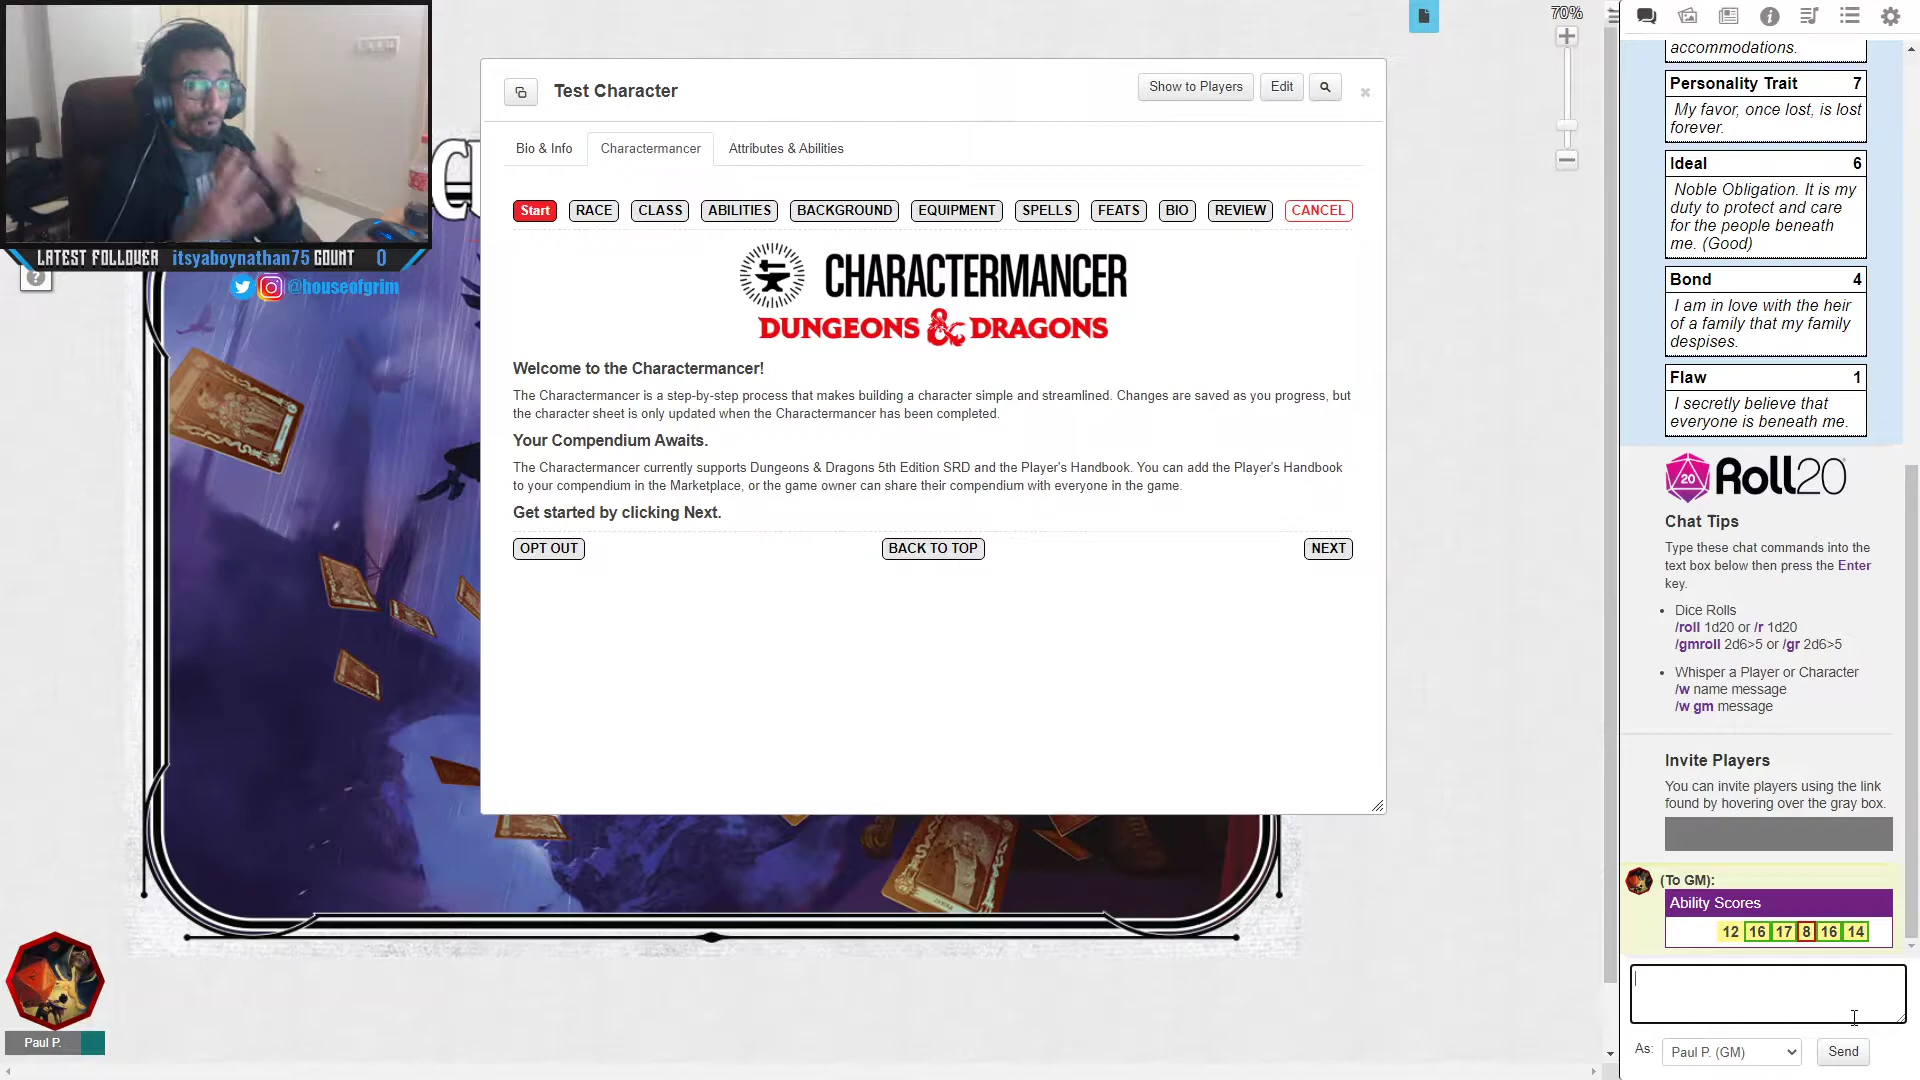 LATEST FOLLOWER itsyaboynathan75 COUNT 0
@houseofgrim
Test Character
Show to Players
Edit
Bio & Info
Charactermancer
Attributes & Abilities
Start
RACE
CLASS
ABILITIES
BACKGROUND
EQUIPMENT
SPELLS
FEATS
BIO
REVIEW
CANCEL
CHARACTERMANCER
DUNGEONS & DRAGONS
Welcome to the Charactermancer!
The Charactermancer is a step-by-step process that makes building a character simple and streamlined. Changes are saved as you progress, but
the character sheet is only updated when the Charactermancer has been completed.
Your Compendium Awaits.
The Charactermancer currently supports Dungeons & Dragons 5th Edition SRD and the Player's Handbook. You can add the Player's Handbook
to your compendium in the Marketplace, or the game owner can share their compendium with everyone in the game.
Get started by clicking Next.
OPT OUT
BACK TO TOP
NEXT
70%
accommodations.
Personality Trait 7
My favor, once lost, is lost
forever.
Ideal 6
Noble Obligation. It is my
duty to protect and care
for the people beneath
me. (Good)
Bond 4
I am in love with the heir
of a family that my family
despises.
Flaw 1
I secretly believe that
everyone is beneath me.
20 Roll20
Chat Tips
Type these chat commands into the
text box below then press the Enter
key.
• Dice Rolls
/roll 1d20 or /r 1d20
/gmroll 2d6>5 or /gr 2d6>5
• Whisper a Player or Character
/w name message
/w gm message
Invite Players
You can invite players using the link
found by hovering over the gray box.
(To GM):
Ability Scores
12 16 17 8 16 14
As: Paul P. (GM)
Send
Paul P.